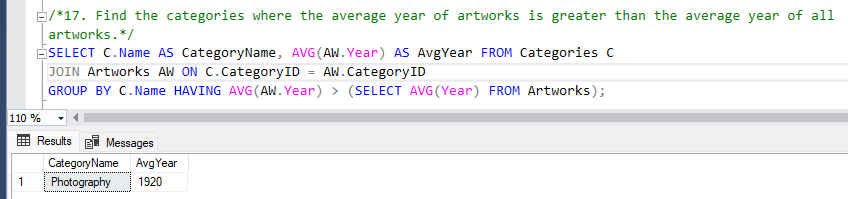 /*17. Find the categories where the average year of artworks is greater than the average year of all
artworks.*/
SELECT C.Name AS CategoryName, AVG(AW.Year) AS AvgYear FROM Categories C
JOIN Artworks AW ON C.CategoryID = AW.CategoryID
GROUP BY C.Name HAVING AVG(AW.Year) > (SELECT AVG(Year) FROM Artworks);
110 %
Results Messages
CategoryName AvgYear
1 Photography 1920